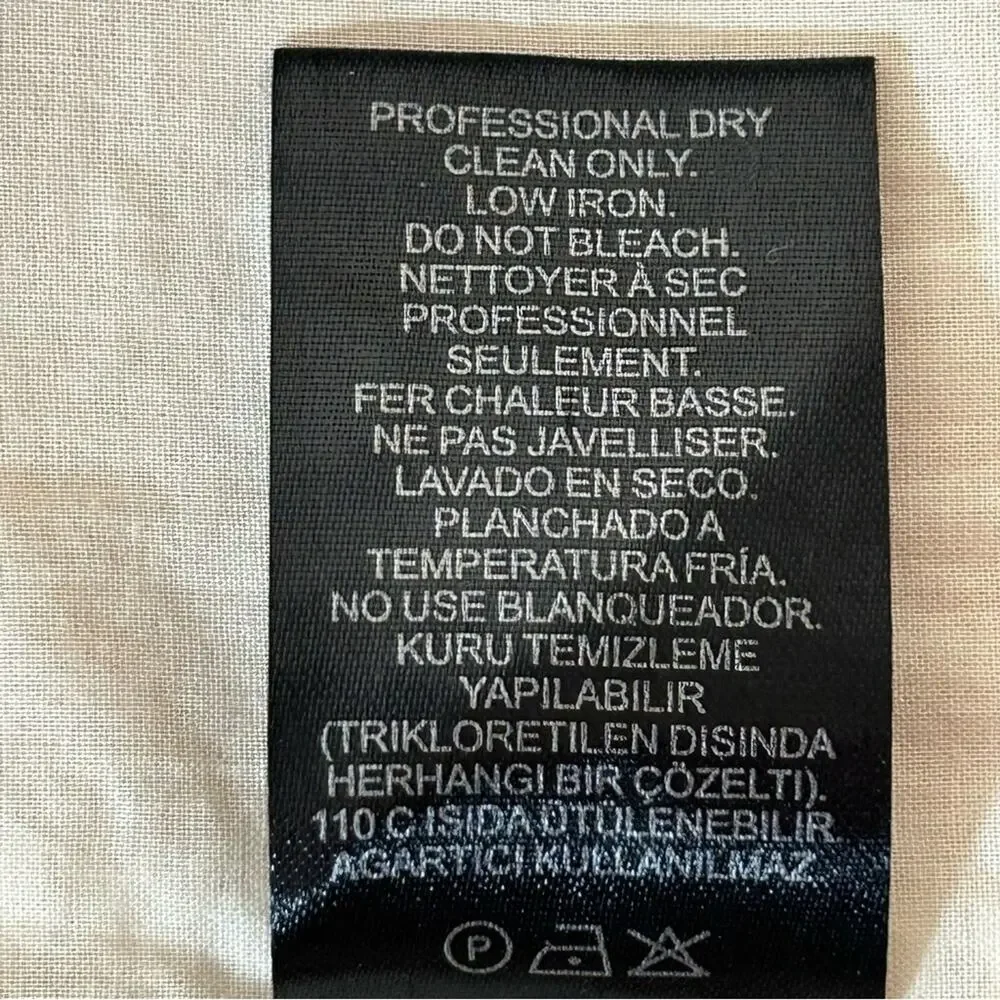 PROFESSIONAL DRY
CLEAN ONLY.
LOW IRON.
DO NOT BLEACH.
NETTOYER À SEC
PROFESSIONNEL
SEULEMENT.
FER CHALEUR BASSE.
NE PAS JAVELLISER.
LAVADO EN SECO.
PLANCHADO A
TEMPERATURA FRÍA.
NO USE BLANQUEADOR.
KURU TEMIZLEME
YAPILABILIR
(TRIKLORETILEN DISINDA
HERHANGI BIR ÇÖZELTI).
110 C ISIDA ÜTÜLENEBILIR
AGARTICI KULLANILMAZ
P